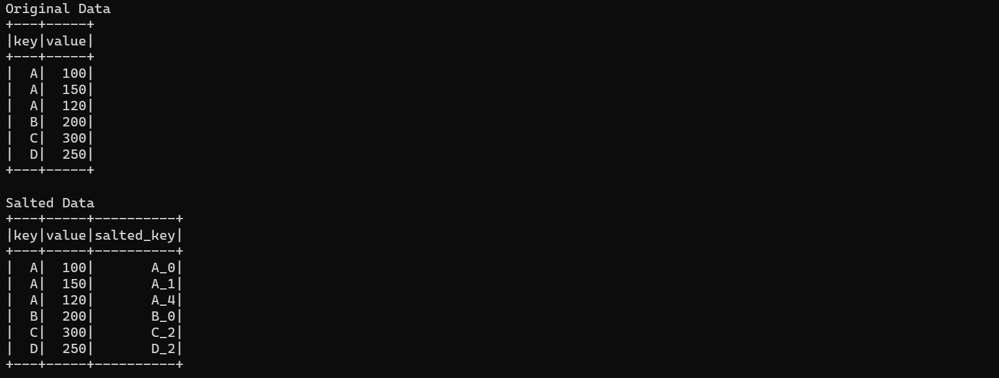 Original Data
+---+-----+
|key|value|
+---+-----+
|  A|  100|
|  A|  150|
|  A|  120|
|  B|  200|
|  C|  300|
|  D|  250|
+---+-----+

Salted Data
+---+-----+----------+
|key|value|salted_key|
+---+-----+----------+
|  A|  100|       A_0|
|  A|  150|       A_1|
|  A|  120|       A_4|
|  B|  200|       B_0|
|  C|  300|       C_2|
|  D|  250|       D_2|
+---+-----+----------+